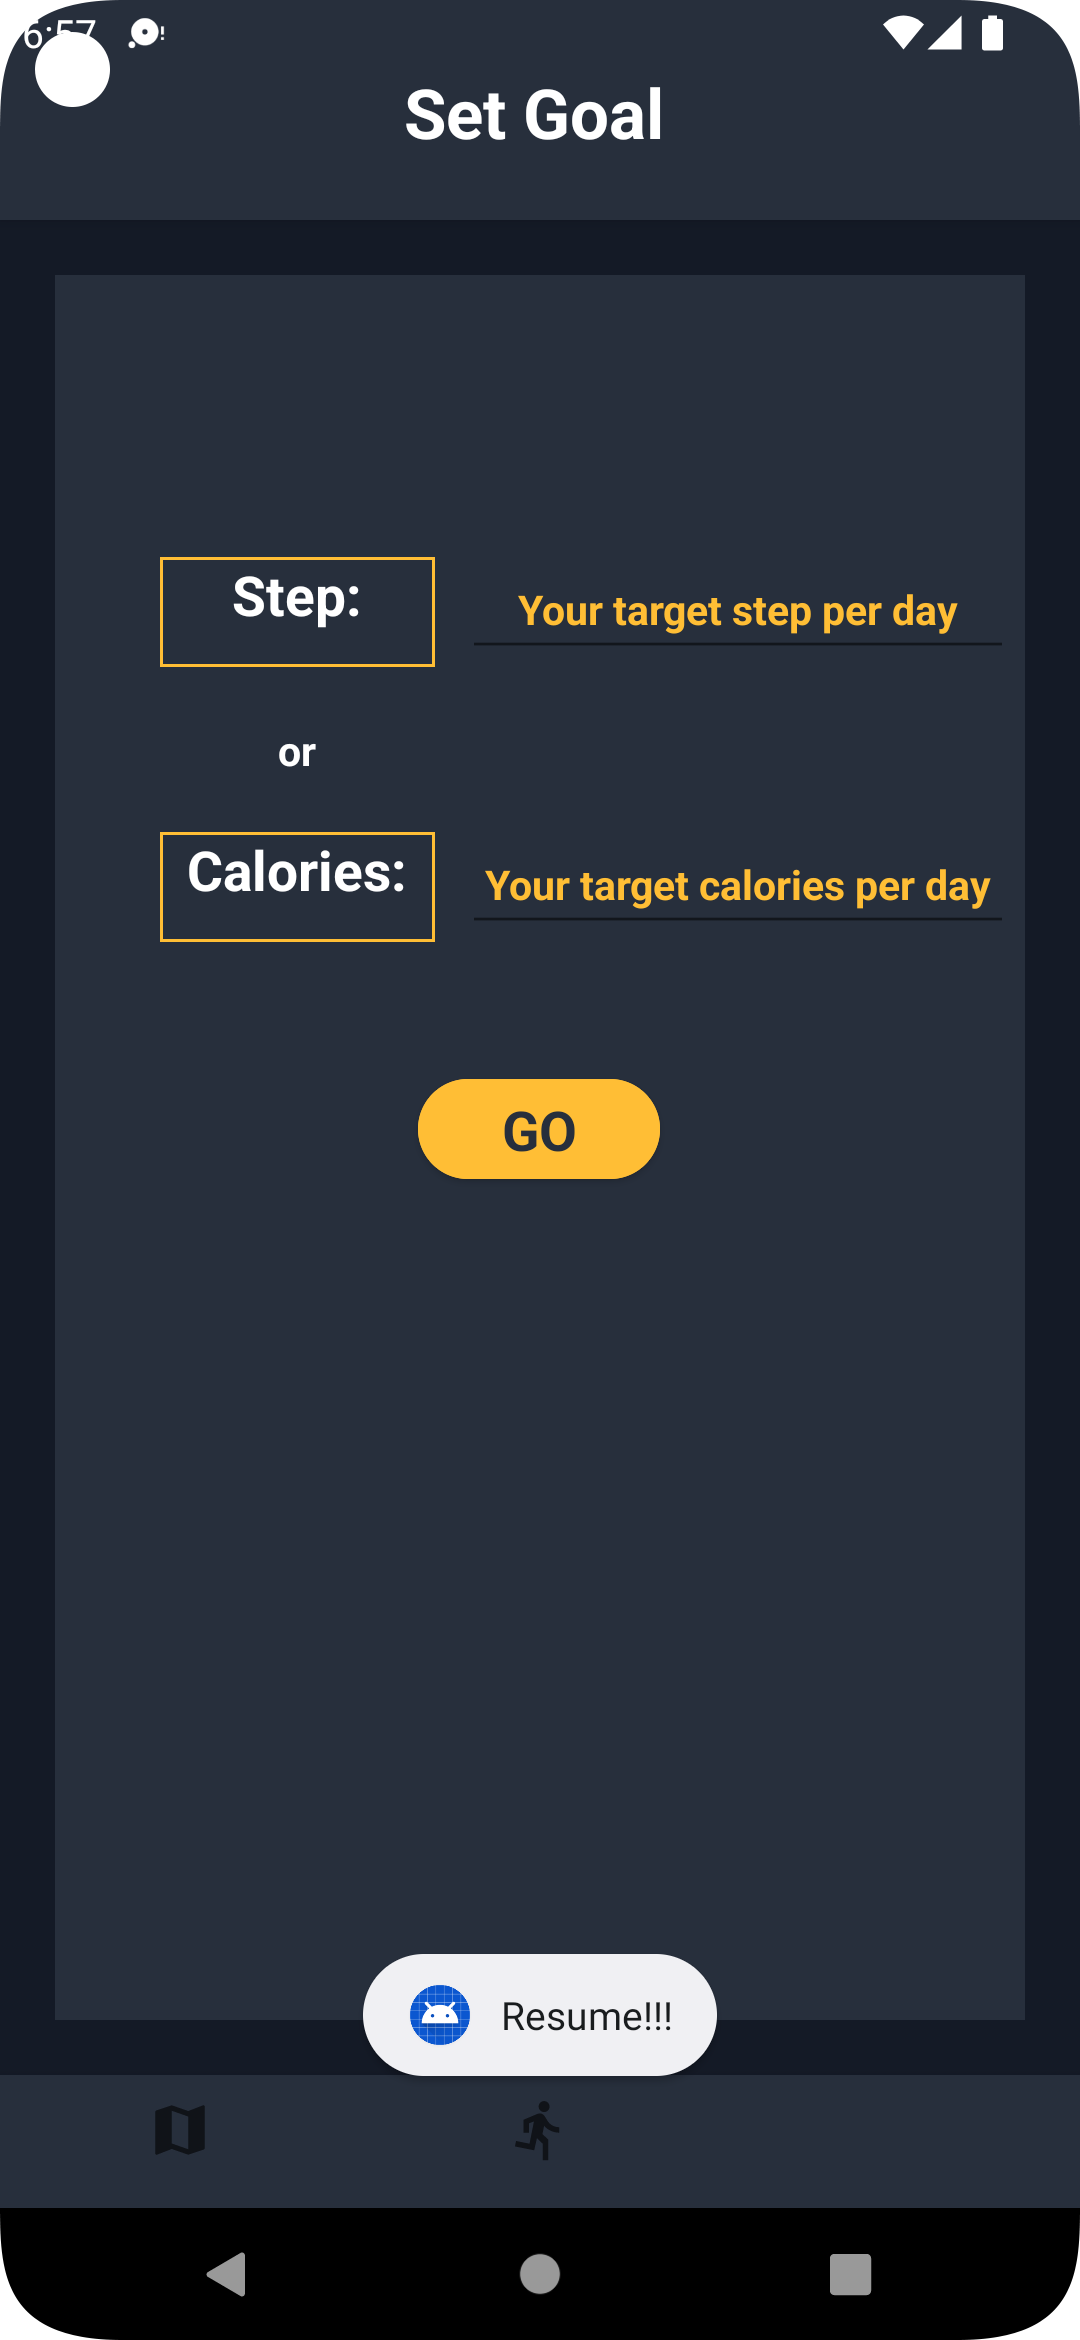 6:57
Set Goal
Step:
Your target step per day
or
Calories:
Your target calories per day
GO
Resume!!!